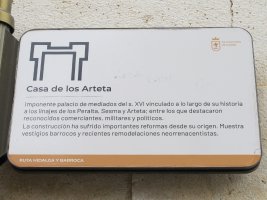 Casa de los Arteta
Imponente palacio de mediados del s. XVI vinculado a lo largo de su historia
a los linajes de los Peralta, Sesma y Arteta; entre los que destacaron
reconocidos comerciantes, militares y políticos.
La construcción ha sufrido importantes reformas desde su origen. Muestra
vestigios barrocos y recientes remodelaciones neorrenacentistas.
RUTA HIDALGA Y BARROCA